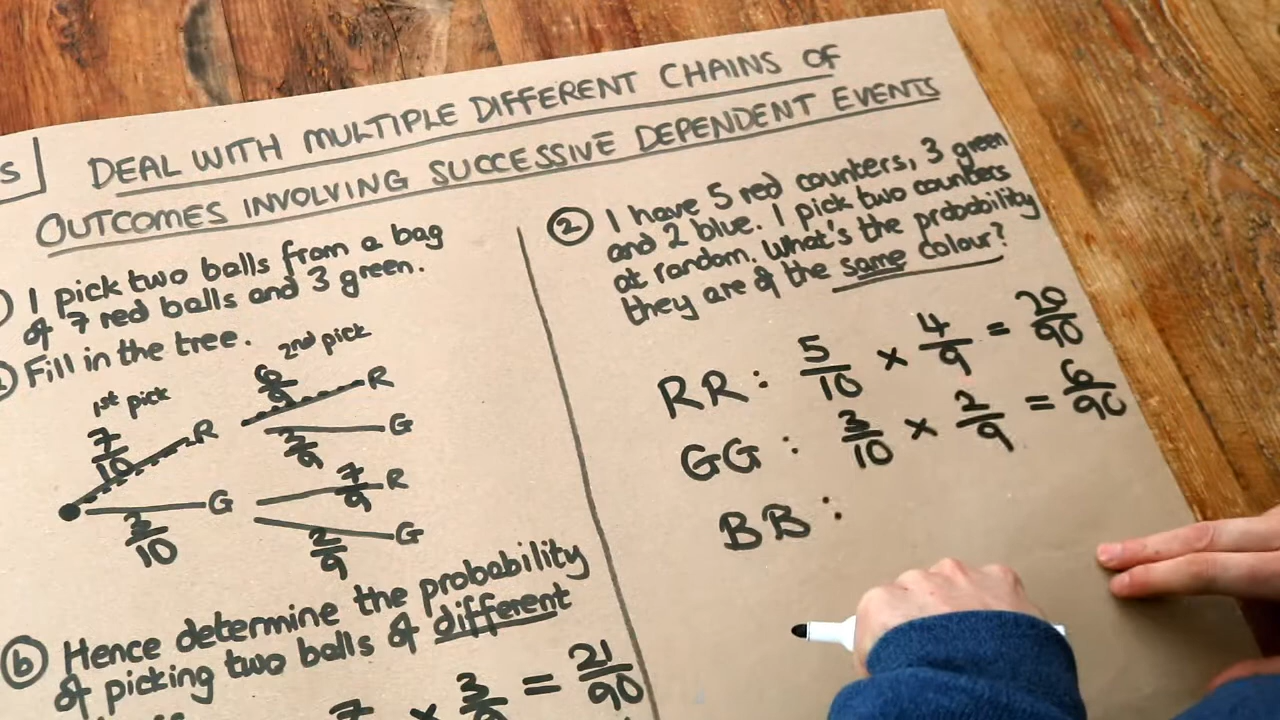 S
DEAL WITH MULTIPLE DIFFERENT CHAINS OF
OUTCOMES INVOLVING SUCCESSIVE DEPENDENT EVENTS
I pick two balls from a bag
of 7 red balls and 3 green.
Fill in the tree.
1st pick
2nd pick
7/10 R
6/9 R
3/9 G
3/10 G
7/9 R
2/9 G
b Hence determine the probability
of picking two balls of different
7 × 3/9 = 21/90
2 I have 5 red counters, 3 green
and 2 blue. I pick two counters
at random. What's the probability
they are of the same colour?
RR: 5/10 × 4/9 = 20/90
GG: 3/10 × 2/9 = 6/90
BB: